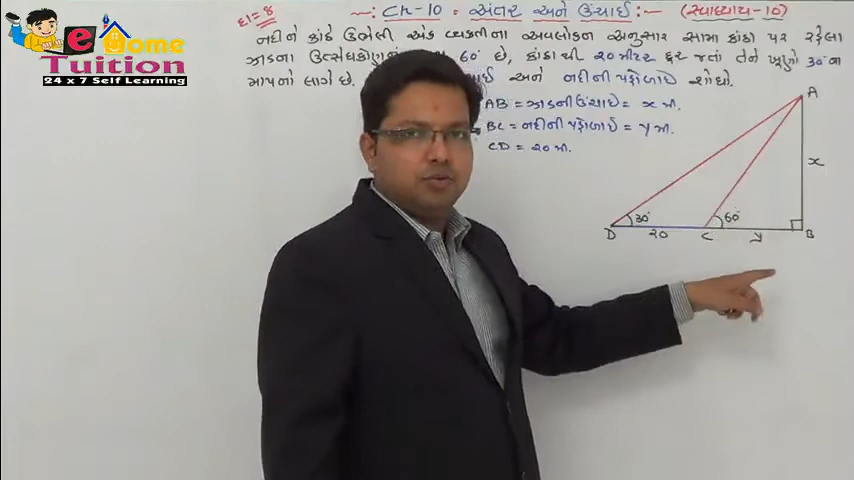 e Home
Tuition
24 x 7 Self Learning
~: Ch-10 : અંતર અને ઉંચાઈ :~ (સ્વાધ્યાય-10)
દા= 8
નદીને કાંઠે ઉભેલી એક વ્યક્તીના અવલોકન અનુસાર સામા કાંઠા પર રહેલા
ઝાડના ઉત્સેધકોણનું 60° છે, કાંઠાથી ૨૦ મીટર દૂર જતાં તેને ખૂણો 30° ના
માપનો લાગે છે. અને નદીની પહોળાઈ શોધો.
AB = ઝાડની ઉંચાઈ = x મી.
BC = નદીની પહોળાઈ = y મી.
CD = ૨૦ મી.
A
x
30°
60°
D
૨૦
C
y
B